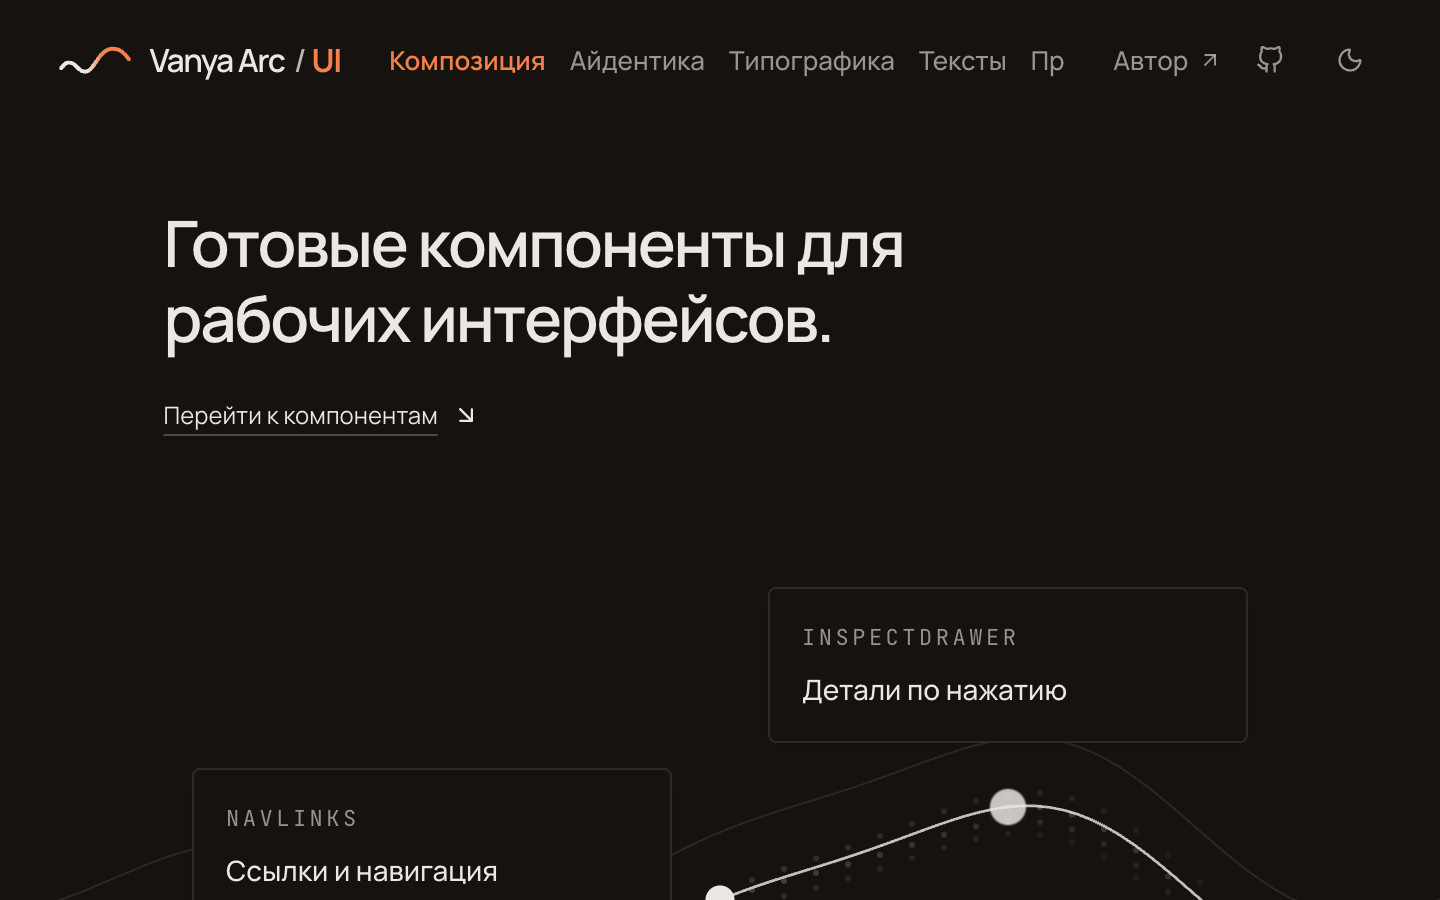 Vanya Arc / UI Композиция Айдентика Типографика Тексты Пр Автор
Готовые компоненты для
рабочих интерфейсов.
Перейти к компонентам
INSPECTDRAWER
Детали по нажатию
NAVLINKS
Ссылки и навигация